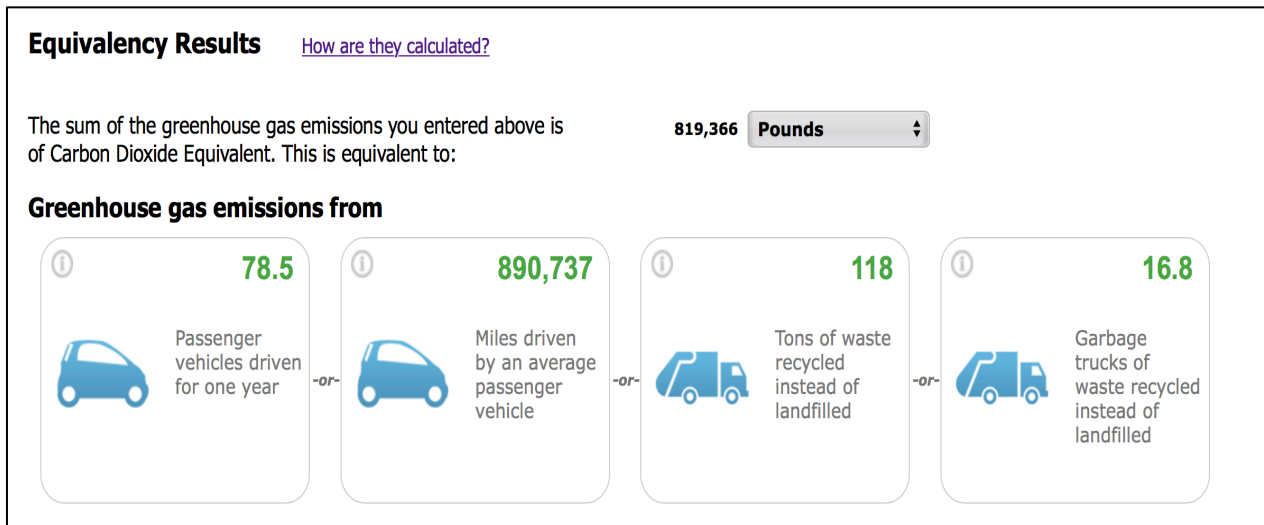 Equivalency Results How are they calculated?
The sum of the greenhouse gas emissions you entered above is
819,366 Pounds
of Carbon Dioxide Equivalent. This is equivalent to:
Greenhouse gas emissions from
78.5
Passenger
vehicles driven
for one year
-or-
890,737
Miles driven
by an average
passenger
vehicle
-or-
118
Tons of waste
recycled
instead of
landfilled
-or-
16.8
Garbage
trucks of
waste recycled
instead of
landfilled